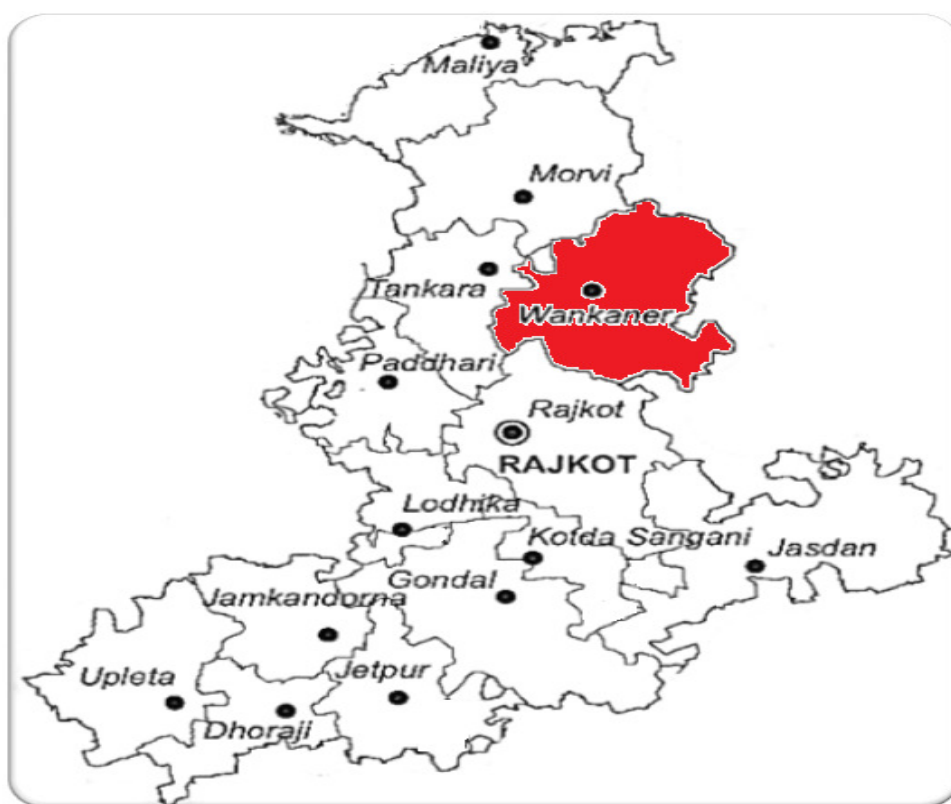 Maliya
Morvi
Tankara
Wankaner
Paddhari
Rajkot
RAJKOT
Lodhika
Kotda Sangani
Jasdan
Gondal
Jamkandorna
Jetpur
Upleta
Dhoraji